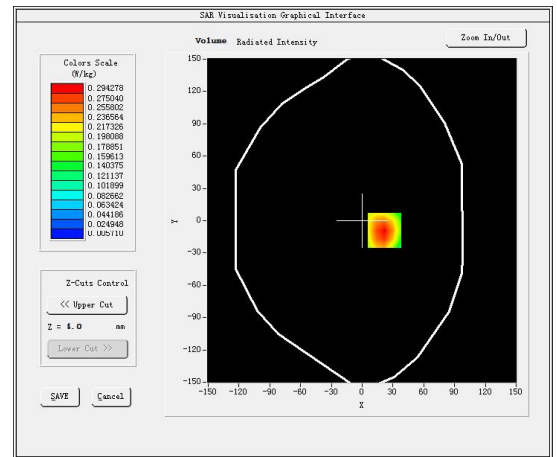 SAR Visualisation Graphical Interface
Volume Radiated Intensity
Zoom In/Out
Colors Scale
(W/kg)
0.294278
0.275040
0.255802
0.236564
0.217326
0.198088
0.178851
0.159613
0.140375
0.121137
0.101899
0.082662
0.063424
0.044186
0.024948
0.005710
Z-Cuts Control
<< Upper Cut
Z = 4.0 mm
Lower Cut >>
SAVE Cancel
150
90
60
30
0
-30
-60
-90
-150
Y
-150 -120 -90 -60 -30 0 30 60 90 120 150
X